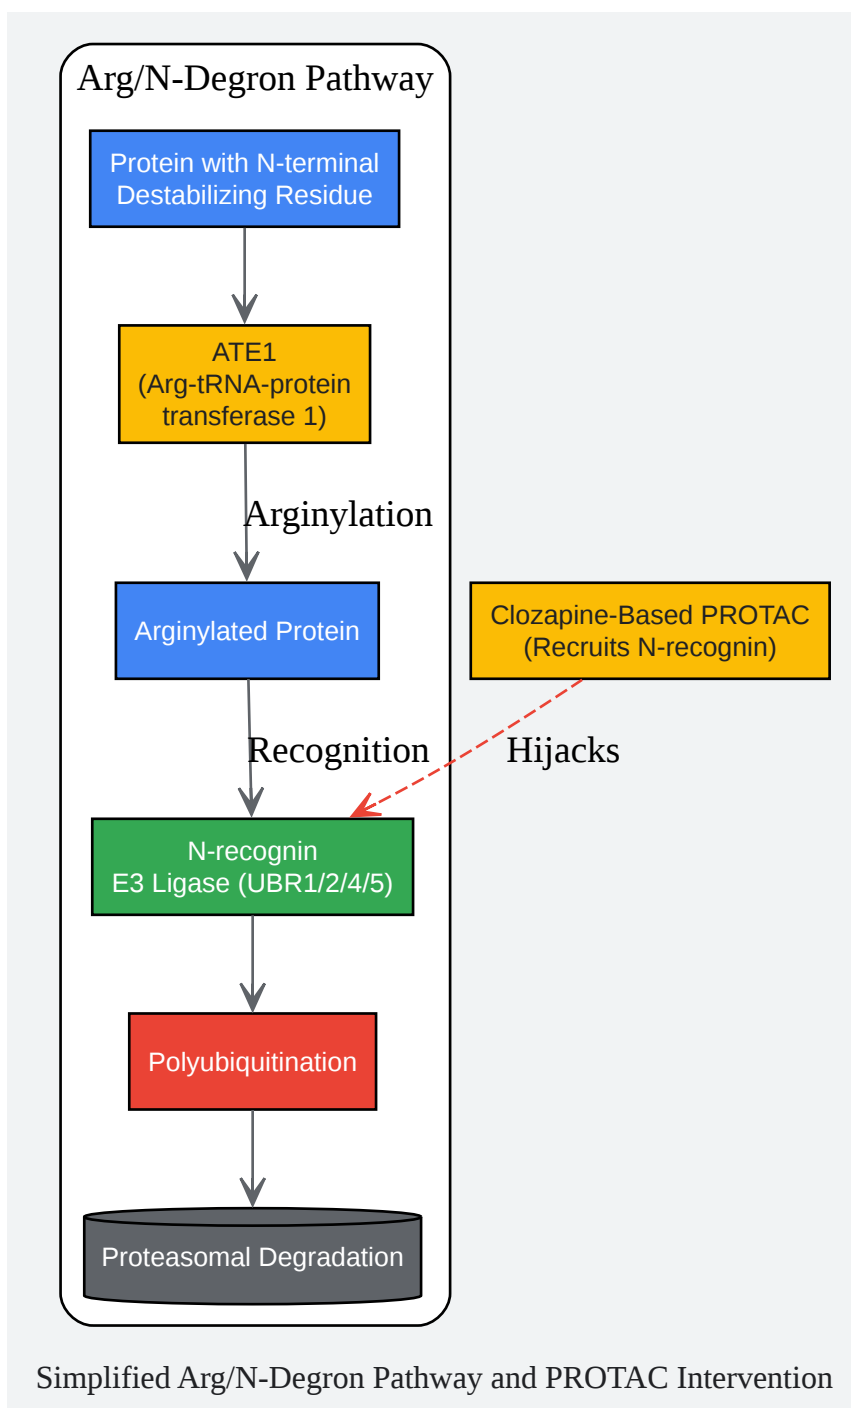 Arg/N-Degron Pathway
Protein with N-terminal
Destabilizing Residue
ATE1
(Arg-tRNA-protein
transferase 1)
Arginylation
Arginylated Protein
Clozapine-Based PROTAC
(Recruits N-recognin)
Recognition
Hijacks
N-recognin
E3 Ligase (UBR1/2/4/5)
Polyubiquitination
Proteasomal Degradation
Simplified Arg/N-Degron Pathway and PROTAC Intervention